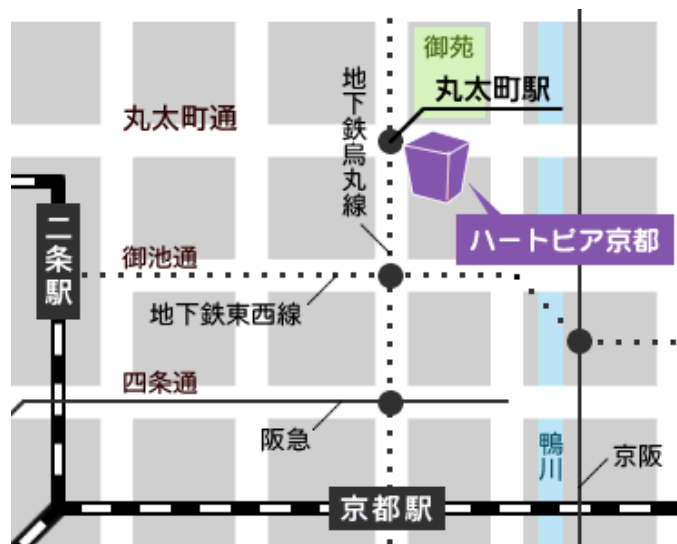 御苑
丸太町駅
地下鉄烏丸線
丸太町通
ハートピア京都
二条駅
御池通
地下鉄東西線
四条通
阪急
鴨川
京阪
京都駅